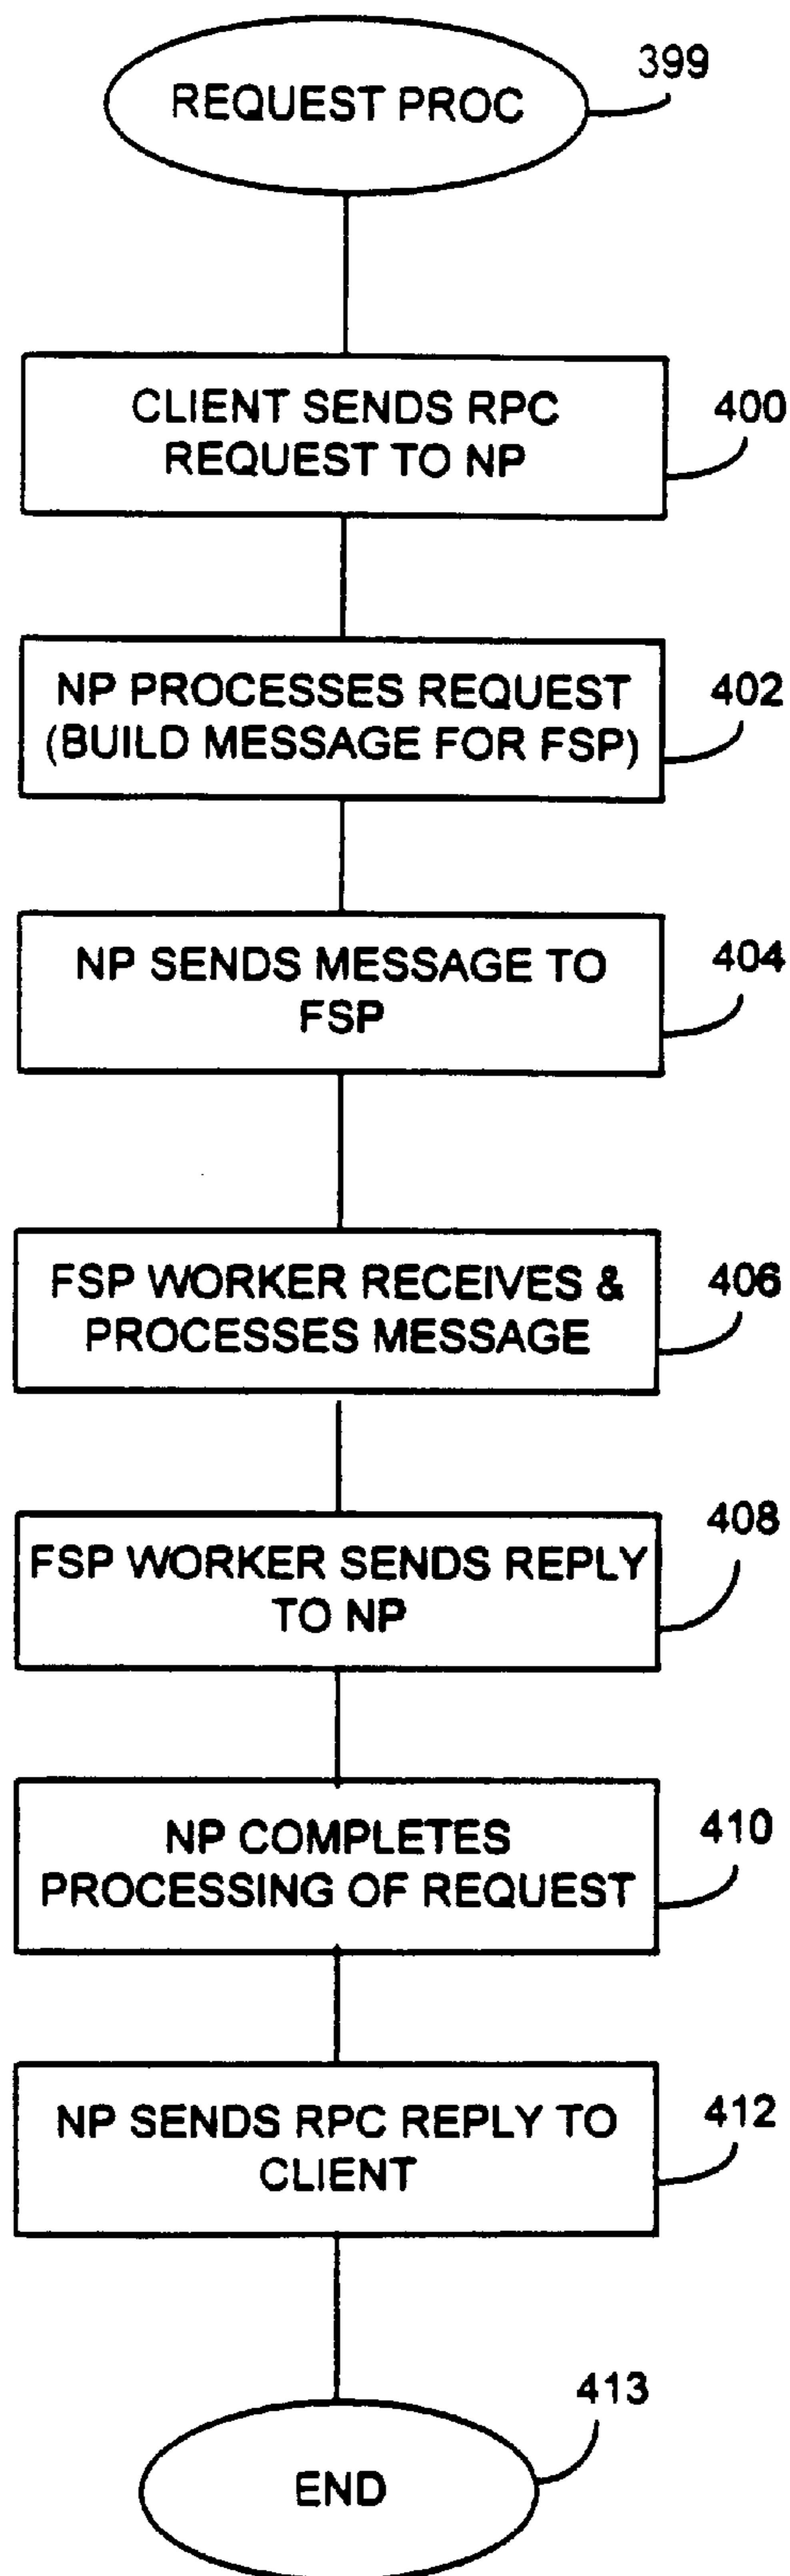 REQUEST PROC
399
CLIENT SENDS RPC
REQUEST TO NP
400
NP PROCESSES REQUEST
(BUILD MESSAGE FOR FSP)
402
NP SENDS MESSAGE TO
FSP
404
FSP WORKER RECEIVES &
PROCESSES MESSAGE
406
FSP WORKER SENDS REPLY
TO NP
408
NP COMPLETES
PROCESSING OF REQUEST
410
NP SENDS RPC REPLY TO
CLIENT
412
END
413